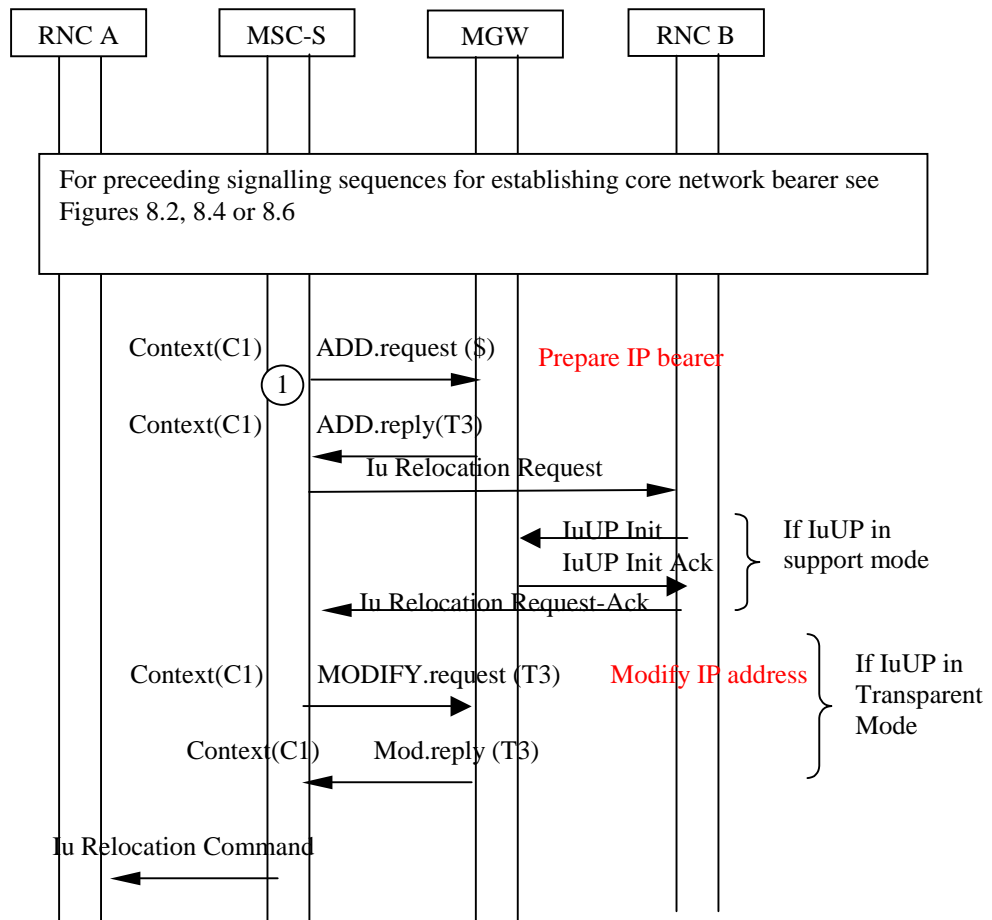 RNC A
MSC-S
MGW
RNC B
For preceeding signalling sequences for establishing core network bearer see
Figures 8.2, 8.4 or 8.6
Context(C1)
ADD.request ($)
Prepare IP bearer
1
Context(C1)
ADD.reply(T3)
Iu Relocation Request
IuUP Init
If IuUP in
support mode
IuUP Init Ack
Iu Relocation Request-Ack
Context(C1)
MODIFY.request (T3)
Modify IP address
If IuUP in
Transparent
Mode
Context(C1)
Mod.reply (T3)
Iu Relocation Command